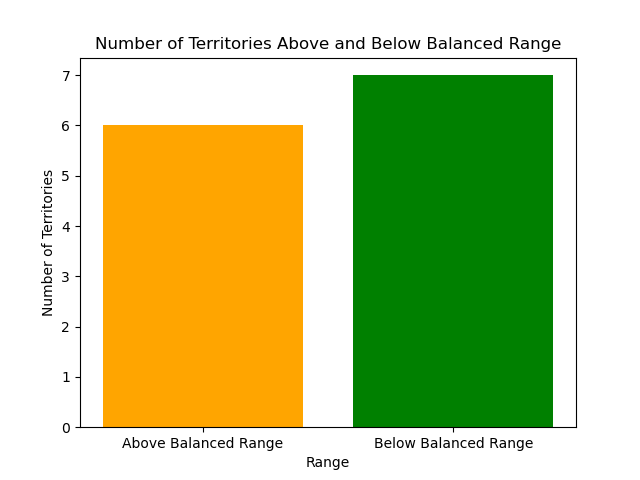 Number of Territories Above and Below Balanced Range
Number of Territories
7
6
5
4
3
2
1
0
Above Balanced Range
Below Balanced Range
Range